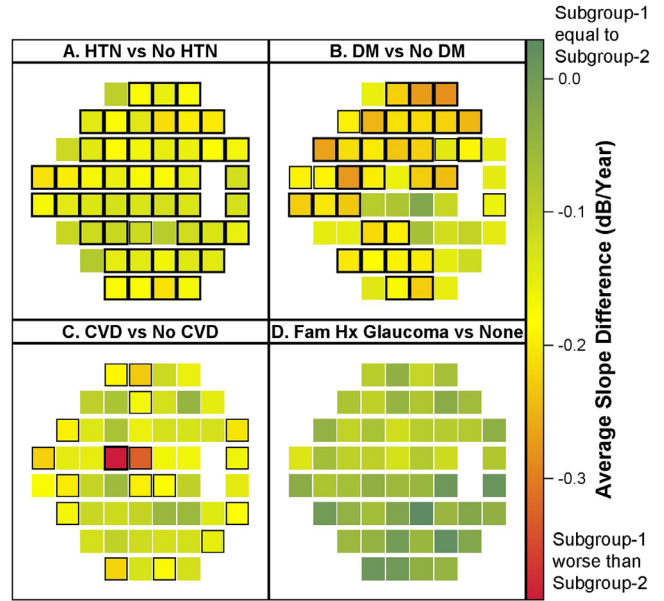 A. HTN vs No HTN
B. DM vs No DM
C. CVD vs No CVD
D. Fam Hx Glaucoma vs None
Subgroup-1
equal to
Subgroup-2
0.0
-0.1
-0.2
-0.3
Average Slope Difference (dB/Year)
Subgroup-1
worse than
Subgroup-2